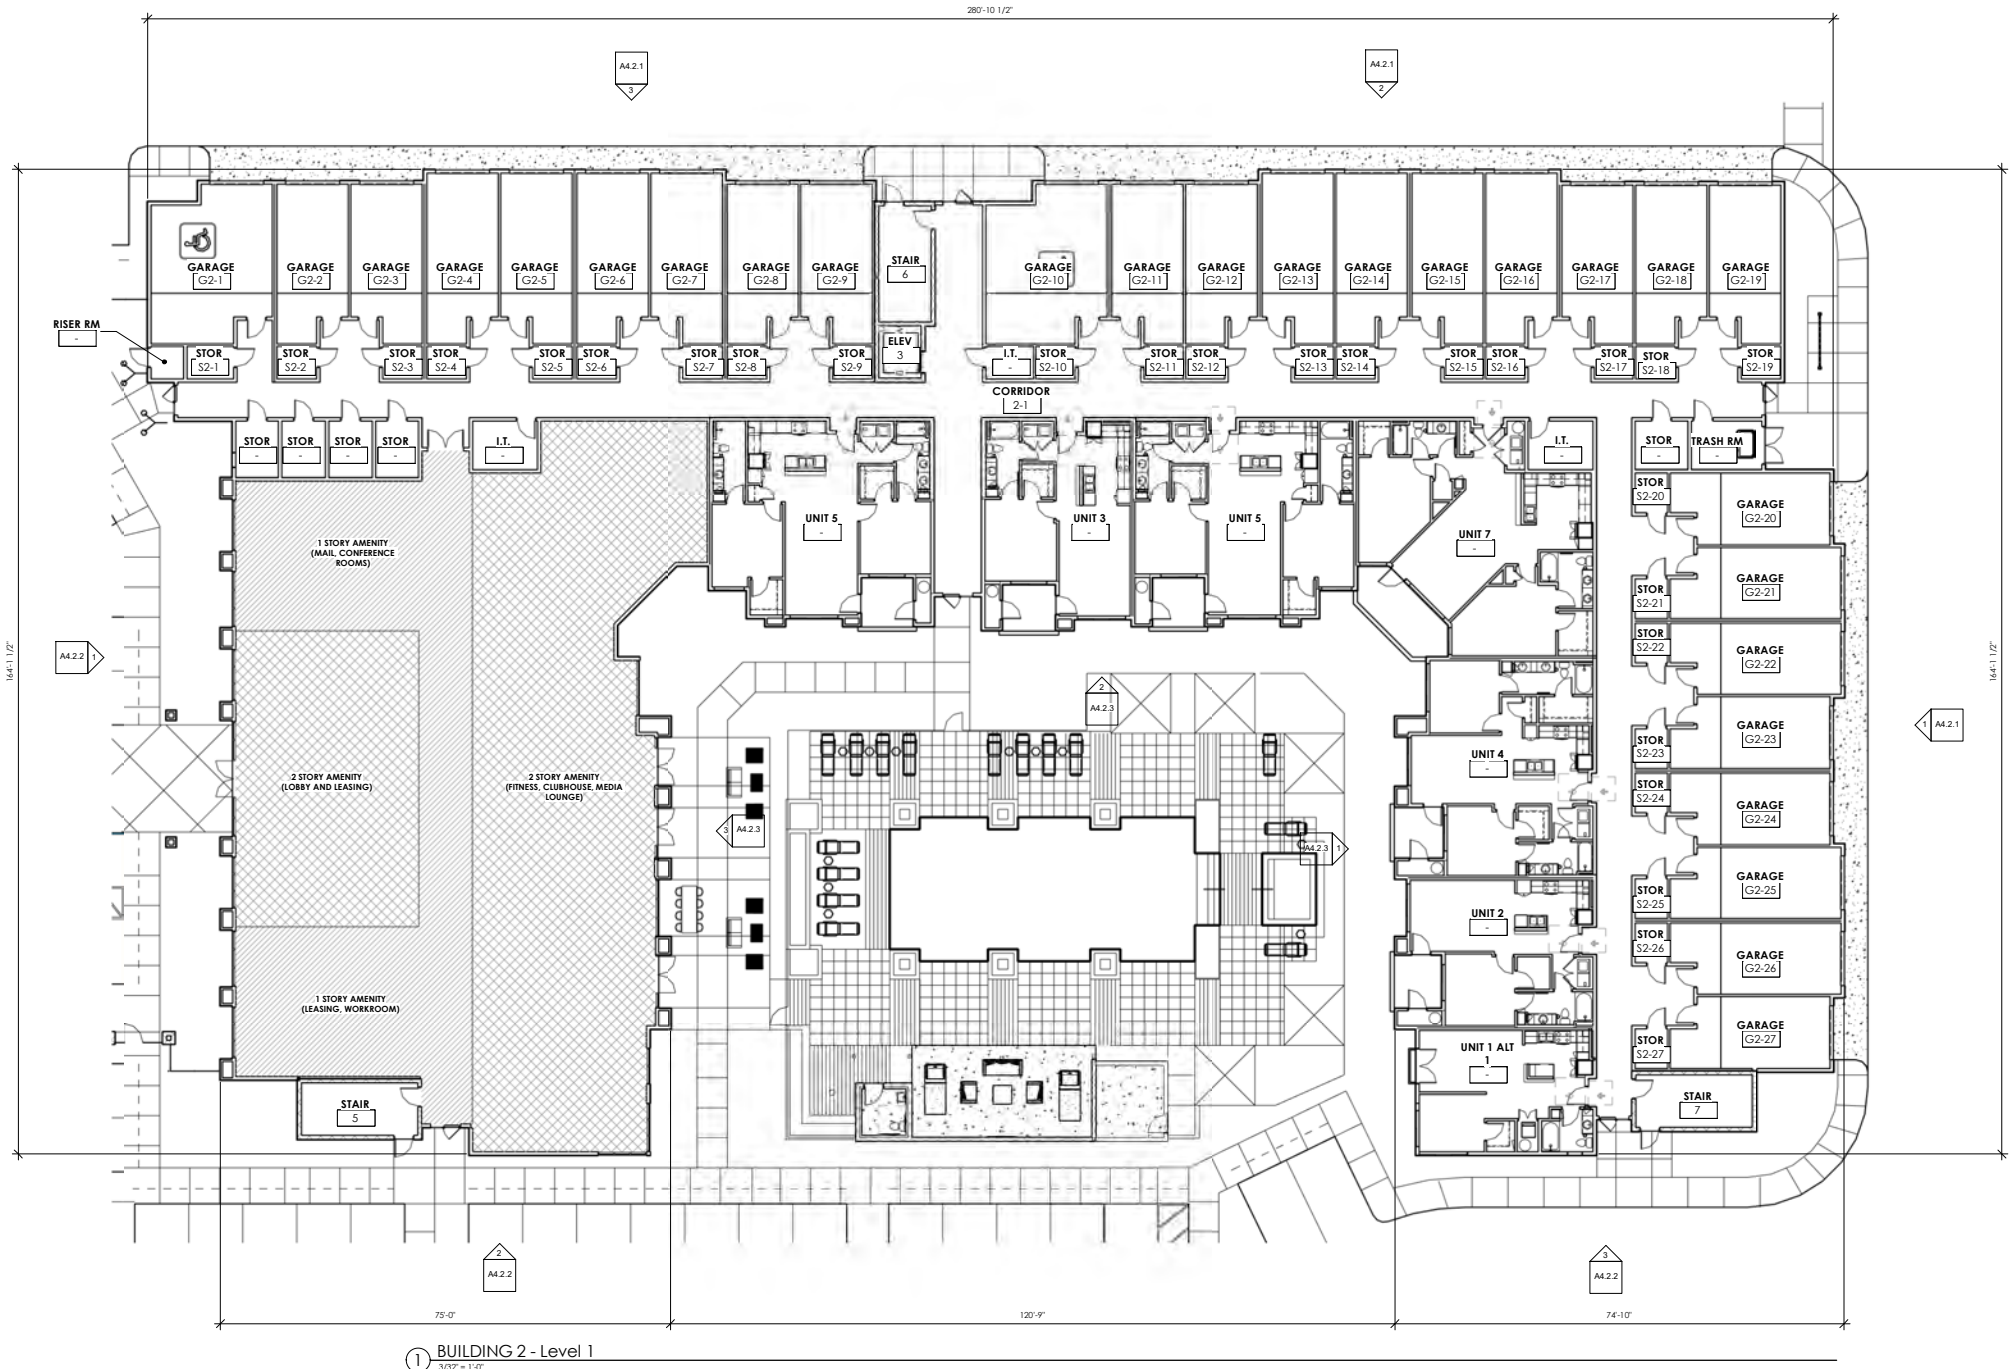 280'-10 1/2"
A4.2.1
3
A4.2.1
2
GARAGE
G2-1
GARAGE
G2-2
GARAGE
G2-3
GARAGE
G2-4
GARAGE
G2-5
GARAGE
G2-6
GARAGE
G2-7
GARAGE
G2-8
GARAGE
G2-9
STAIR
6
GARAGE
G2-10
GARAGE
G2-11
GARAGE
G2-12
GARAGE
G2-13
GARAGE
G2-14
GARAGE
G2-15
GARAGE
G2-16
GARAGE
G2-17
GARAGE
G2-18
GARAGE
G2-19
RISER RM
-
STOR
S2-1
STOR
S2-2
STOR
S2-3
STOR
S2-4
STOR
S2-5
STOR
S2-6
STOR
S2-7
STOR
S2-8
STOR
S2-9
ELEV
3
I.T.
-
STOR
S2-10
STOR
S2-11
STOR
S2-12
STOR
S2-13
STOR
S2-14
STOR
S2-15
STOR
S2-16
STOR
S2-17
STOR
S2-18
STOR
S2-19
CORRIDOR
2-1
STOR
-
STOR
-
STOR
-
STOR
-
I.T.
-
I.T.
-
STOR
-
TRASH RM
-
UNIT 5
-
UNIT 3
-
UNIT 5
-
UNIT 7
-
STOR
S2-20
GARAGE
G2-20
1 STORY AMENITY
(MAIL, CONFERENCE
ROOMS)
STOR
S2-21
GARAGE
G2-21
STOR
S2-22
GARAGE
G2-22
164'-1 1/2"
A4.2.2
1
2
A4.2.3
STOR
S2-23
GARAGE
G2-23
1
A4.2.1
164'-1 1/2"
2 STORY AMENITY
(LOBBY AND LEASING)
2 STORY AMENITY
(FITNESS, CLUBHOUSE, MEDIA
LOUNGE)
UNIT 4
-
STOR
S2-24
GARAGE
G2-24
3
A4.2.3
A4.2.3
1
STOR
S2-25
GARAGE
G2-25
UNIT 2
-
STOR
S2-26
GARAGE
G2-26
1 STORY AMENITY
(LEASING, WORKROOM)
STOR
S2-27
GARAGE
G2-27
UNIT 1 ALT
1
-
STAIR
5
STAIR
7
2
A4.2.2
3
A4.2.2
75'-0"
120'-9"
74'-10"
1
BUILDING 2 - Level 1
3/32" = 1'-0"